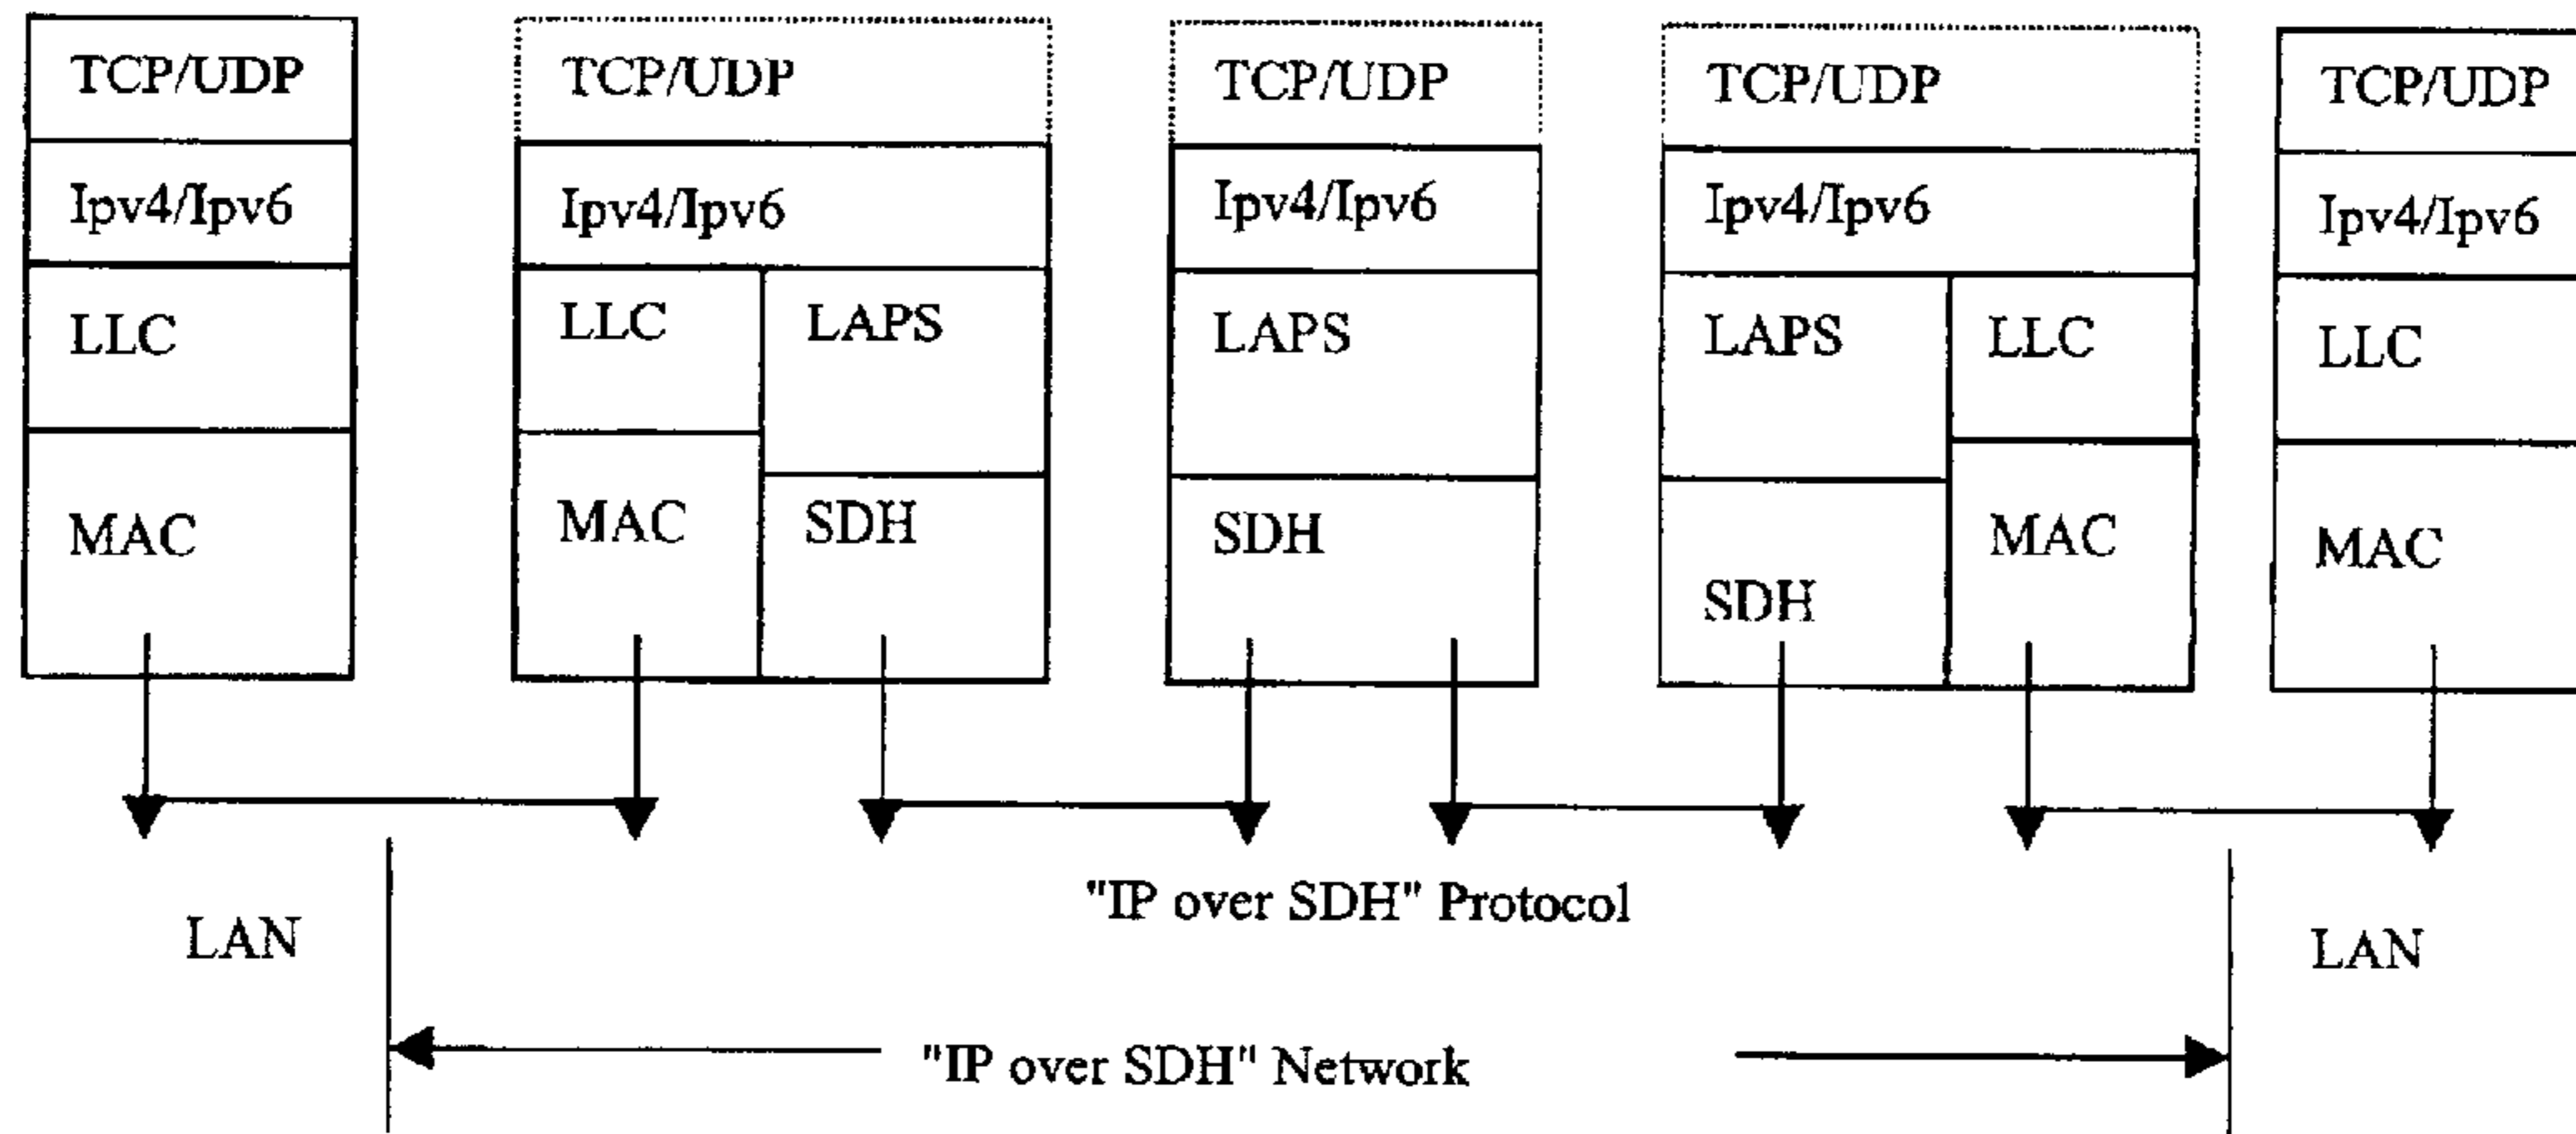 TCP/UDP
Ipv4/Ipv6
LLC
MAC
TCP/UDP
Ipv4/Ipv6
LLC
LAPS
MAC
SDH
TCP/UDP
Ipv4/Ipv6
LAPS
SDH
TCP/UDP
Ipv4/Ipv6
LAPS
LLC
SDH
MAC
TCP/UDP
Ipv4/Ipv6
LLC
MAC
"IP over SDH" Protocol
LAN
LAN
"IP over SDH" Network